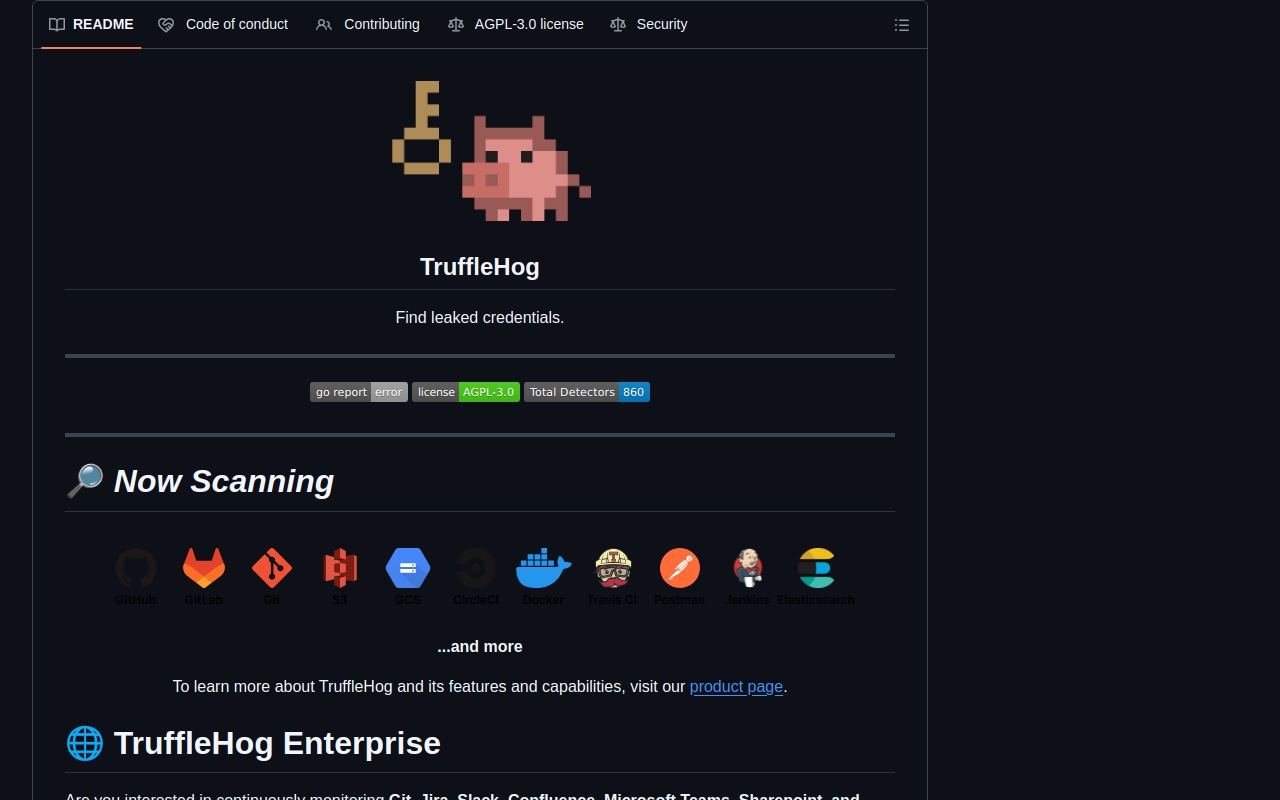 README
Code of conduct
Contributing
AGPL-3.0 license
Security
TruffleHog
Find leaked credentials.
go report error
license AGPL-3.0
Total Detectors 860
🔎 Now Scanning
GitHub GitLab Git S3 GCS CircleCI Docker Travis CI Postman Jenkins Elasticsearch
...and more
To learn more about TruffleHog and its features and capabilities, visit our product page.
🌐 TruffleHog Enterprise
Are you interested in continuously monitoring Git, Jira, Slack, Confluence, Microsoft Teams, Sharepoint, and